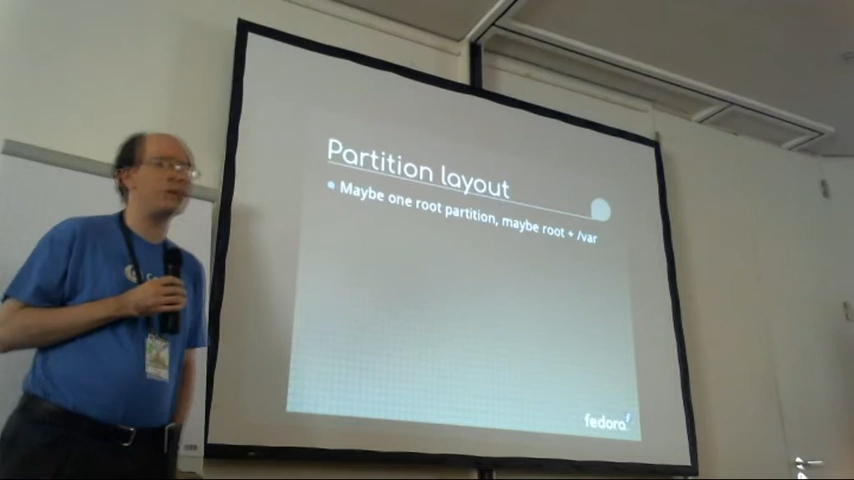 Partition layout
Maybe one root partition, maybe root + /var
fedora